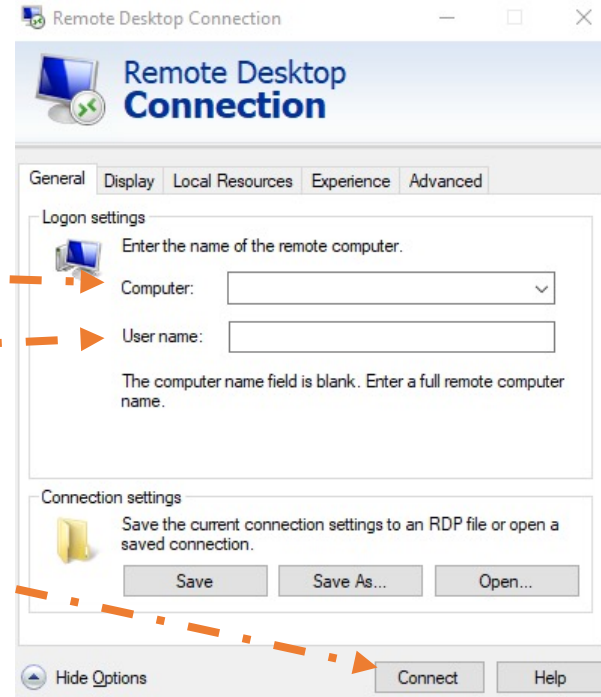 Remote Desktop Connection
Remote Desktop
Connection
General Display Local Resources Experience Advanced
Logon settings
Enter the name of the remote computer.
Computer:
User name:
The computer name field is blank. Enter a full remote computer
name.
Connection settings
Save the current connection settings to an RDP file or open a
saved connection.
Save Save As... Open...
Hide Options Connect Help